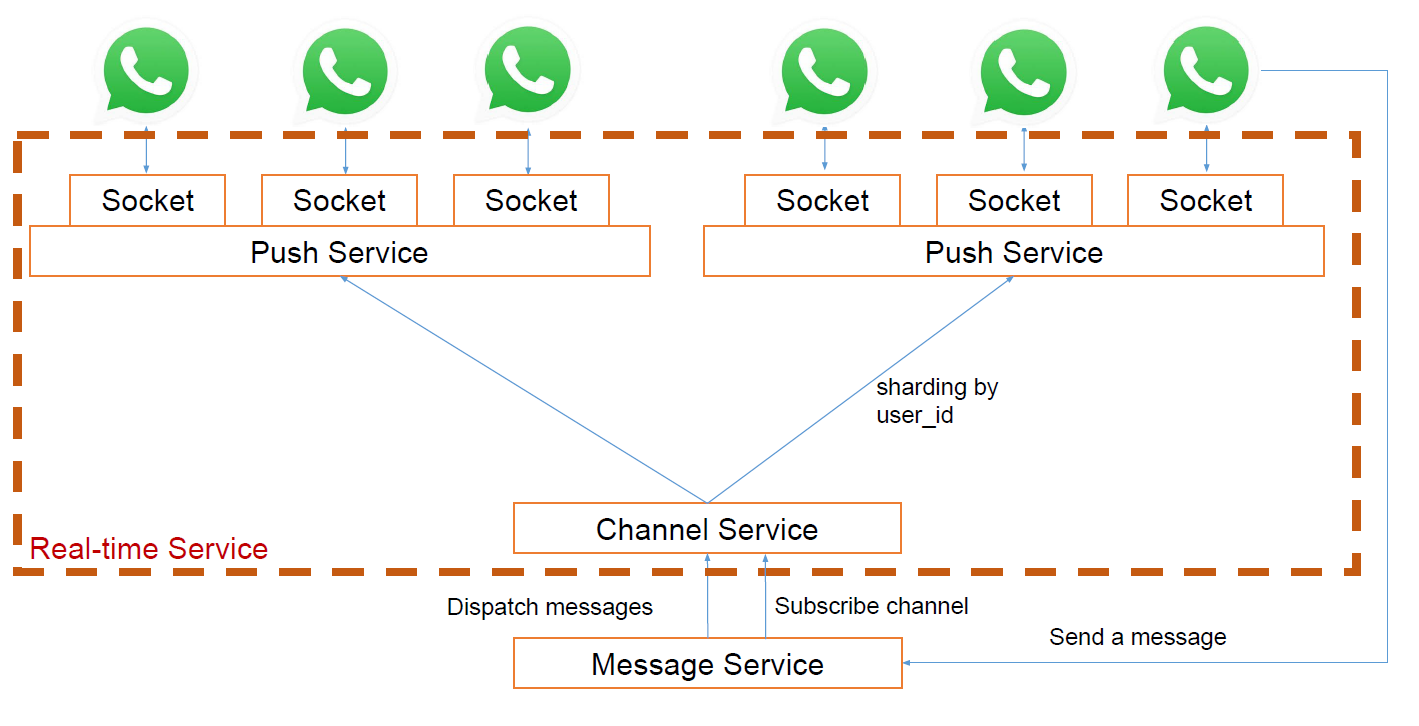 Socket
Socket
Socket
Socket
Socket
Socket
Push Service
Push Service
sharding by
user_id
Channel Service
Real-time Service
Dispatch messages
Subscribe channel
Send a message
Message Service